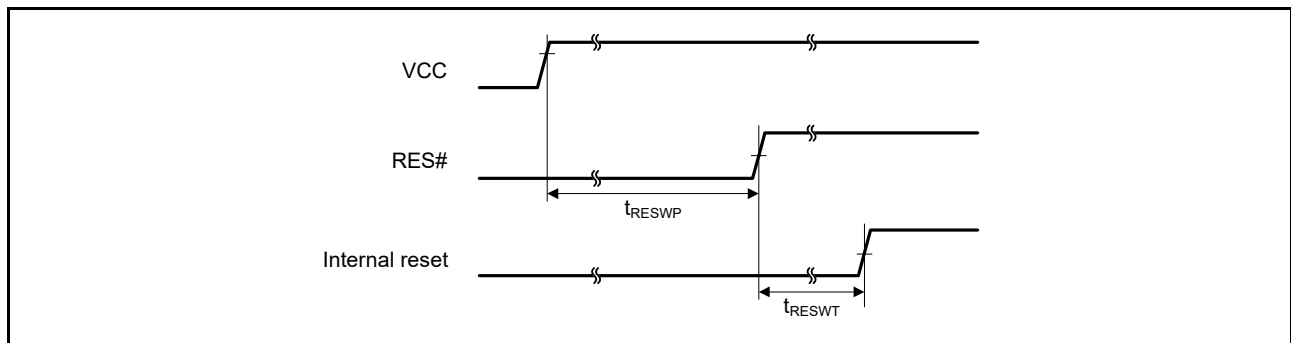 VCC
RES#
tRESWP
Internal reset
tRESWT